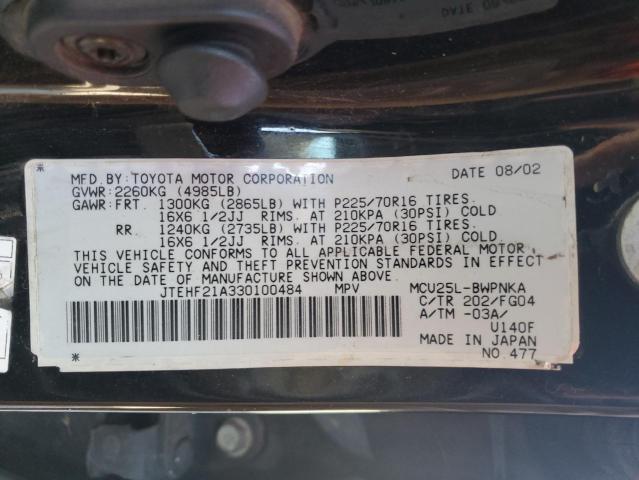 DATE 08
MFD. BY: TOYOTA MOTOR CORPORATION DATE 08/02
GVWR: 2260KG (4985LB)
GAWR: FRT. 1300KG (2865LB) WITH P225/70R16 TIRES
16X6 1/2JJ RIMS. AT 210KPA (30PSI) COLD
RR. 1240KG (2735LB) WITH P225/70R16 TIRES
16X6 1/2JJ RIMS. AT 210KPA (30PSI) COLD
THIS VEHICLE CONFORMS TO ALL APPLICABLE FEDERAL MOTOR
VEHICLE SAFETY AND THEFT PREVENTION STANDARDS IN EFFECT
ON THE DATE OF MANUFACTURE SHOWN ABOVE.
JTEHF21A330100484 MPV MCU25L-BWPNKA
C/TR 202/FG04
A/TM -03A/
U140F
MADE IN JAPAN
NO. 477